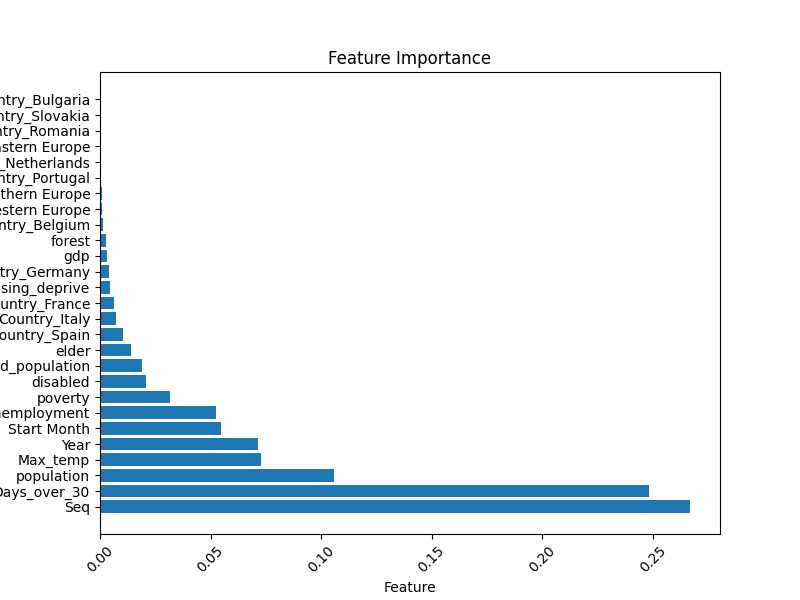 Feature Importance
ntry_Bulgaria
ntry_Slovakia
ntry_Romania
astern Europe
_Netherlands
ntry_Portugal
thern Europe
estern Europe
ntry_Belgium
forest
gdp
try_Germany
sing_deprive
untry_France
Country_Italy
ountry_Spain
elder
d_population
disabled
poverty
nemployment
Start Month
Year
Max_temp
population
Days_over_30
Seq
0.00 0.05 0.10 0.15 0.20 0.25
Feature